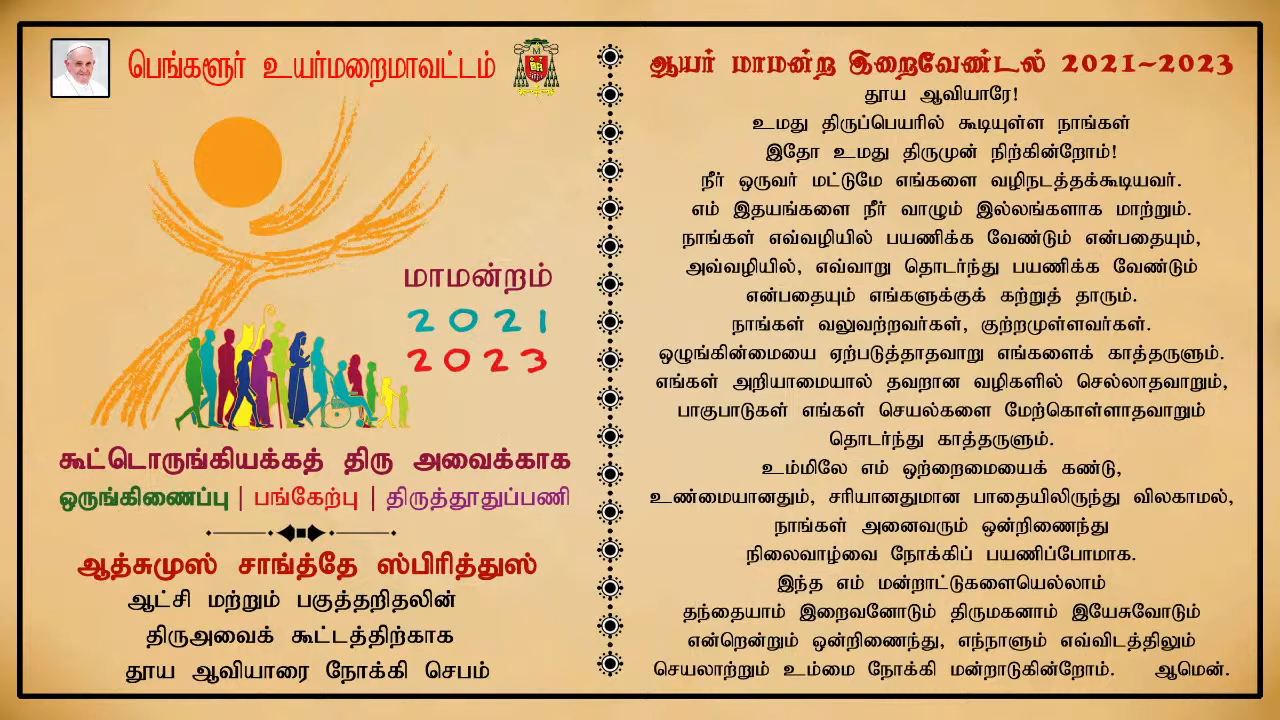 பெங்களூர் உயர்மறைமாவட்டம்
மாமன்றம்
2021
2023
கூட்டொருங்கியக்கத் திரு அவைக்காக
ஒருங்கிணைப்பு | பங்கேற்பு | திருத்தூதுப்பணி
ஆத்சுமுஸ் சாங்த்தே ஸ்பிரித்துஸ்
ஆட்சி மற்றும் பகுத்தறிதலின்
திருஅவைக் கூட்டத்திற்காக
தூய ஆவியாரை நோக்கி செபம்
ஆயர் மாமன்ற இறைவேண்டல் 2021-2023
தூய ஆவியாரே!
உமது திருப்பெயரில் கூடியுள்ள நாங்கள்
இதோ உமது திருமுன் நிற்கின்றோம்!
நீர் ஒருவர் மட்டுமே எங்களை வழிநடத்தக்கூடியவர்.
எம் இதயங்களை நீர் வாழும் இல்லங்களாக மாற்றும்.
நாங்கள் எவ்வழியில் பயணிக்க வேண்டும் என்பதையும்,
அவ்வழியில், எவ்வாறு தொடர்ந்து பயணிக்க வேண்டும்
என்பதையும் எங்களுக்குக் கற்றுத் தாரும்.
நாங்கள் வலுவற்றவர்கள், குற்றமுள்ளவர்கள்.
ஒழுங்கின்மையை ஏற்படுத்தாதவாறு எங்களைக் காத்தருளும்.
எங்கள் அறியாமையால் தவறான வழிகளில் செல்லாதவாறும்,
பாகுபாடுகள் எங்கள் செயல்களை மேற்கொள்ளாதவாறும்
தொடர்ந்து காத்தருளும்.
உம்மிலே எம் ஒற்றைமையைக் கண்டு,
உண்மையானதும், சரியானதுமான பாதையிலிருந்து விலகாமல்,
நாங்கள் அனைவரும் ஒன்றிணைந்து
நிலைவாழ்வை நோக்கிப் பயணிப்போமாக.
இந்த எம் மன்றாட்டுகளையெல்லாம்
தந்தையாம் இறைவனோடும் திருமகனாம் இயேசுவோடும்
என்றென்றும் ஒன்றிணைந்து, எந்நாளும் எவ்விடத்திலும்
செயலாற்றும் உம்மை நோக்கி மன்றாடுகின்றோம். ஆமென்.